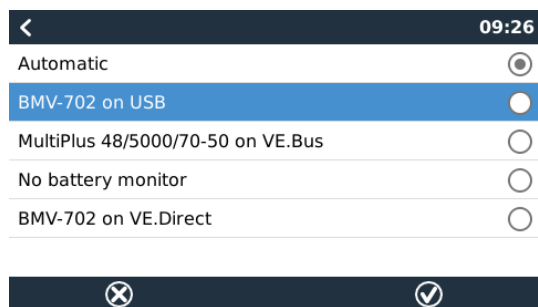 09:26
Automatic
BMV-702 on USB
MultiPlus 48/5000/70-50 on VE.Bus
No battery monitor
BMV-702 on VE.Direct